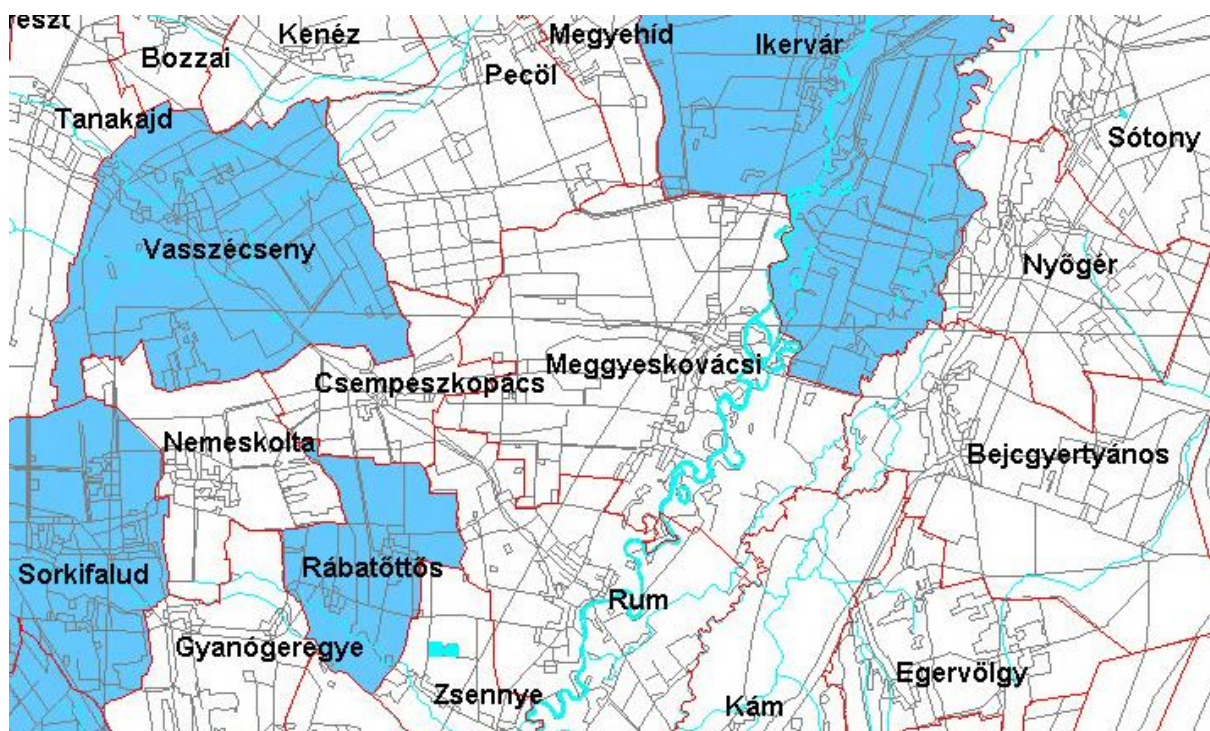 Kenéz
Megyehíd
Ikervár
Bozzai
Pecöl
Tanakajd
Sótony
Vasszécseny
Nyőgér
Meggyeskovácsi
Csempeszkopács
Nemeskolta
Bejcgyertyános
Sorkifalud
Rábatőttős
Rum
Gyanógeregye
Egervölgy
Zsennye
Kám